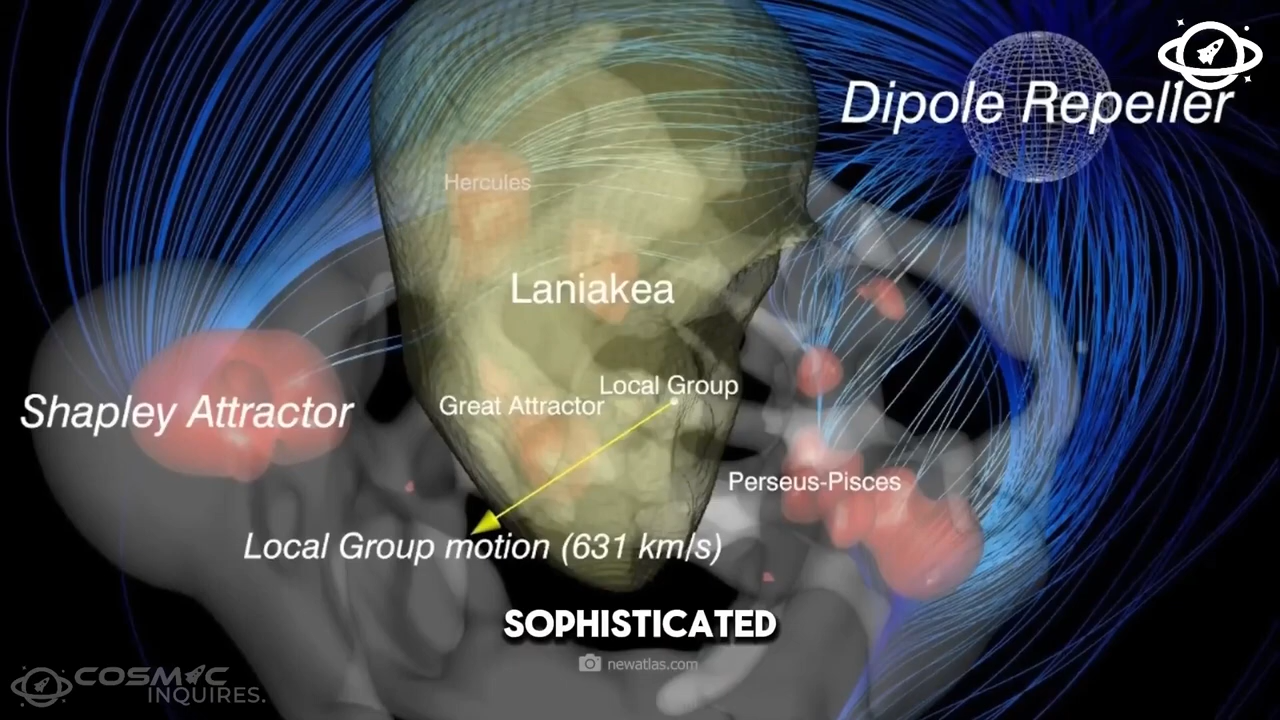 Dipole Repeller
Hercules
Laniakea
Local Group
Great Attractor
Shapley Attractor
Perseus-Pisces
Local Group motion (631 km/s)
SOPHISTICATED
newatlas.com
COSMIC
INQUIRES.